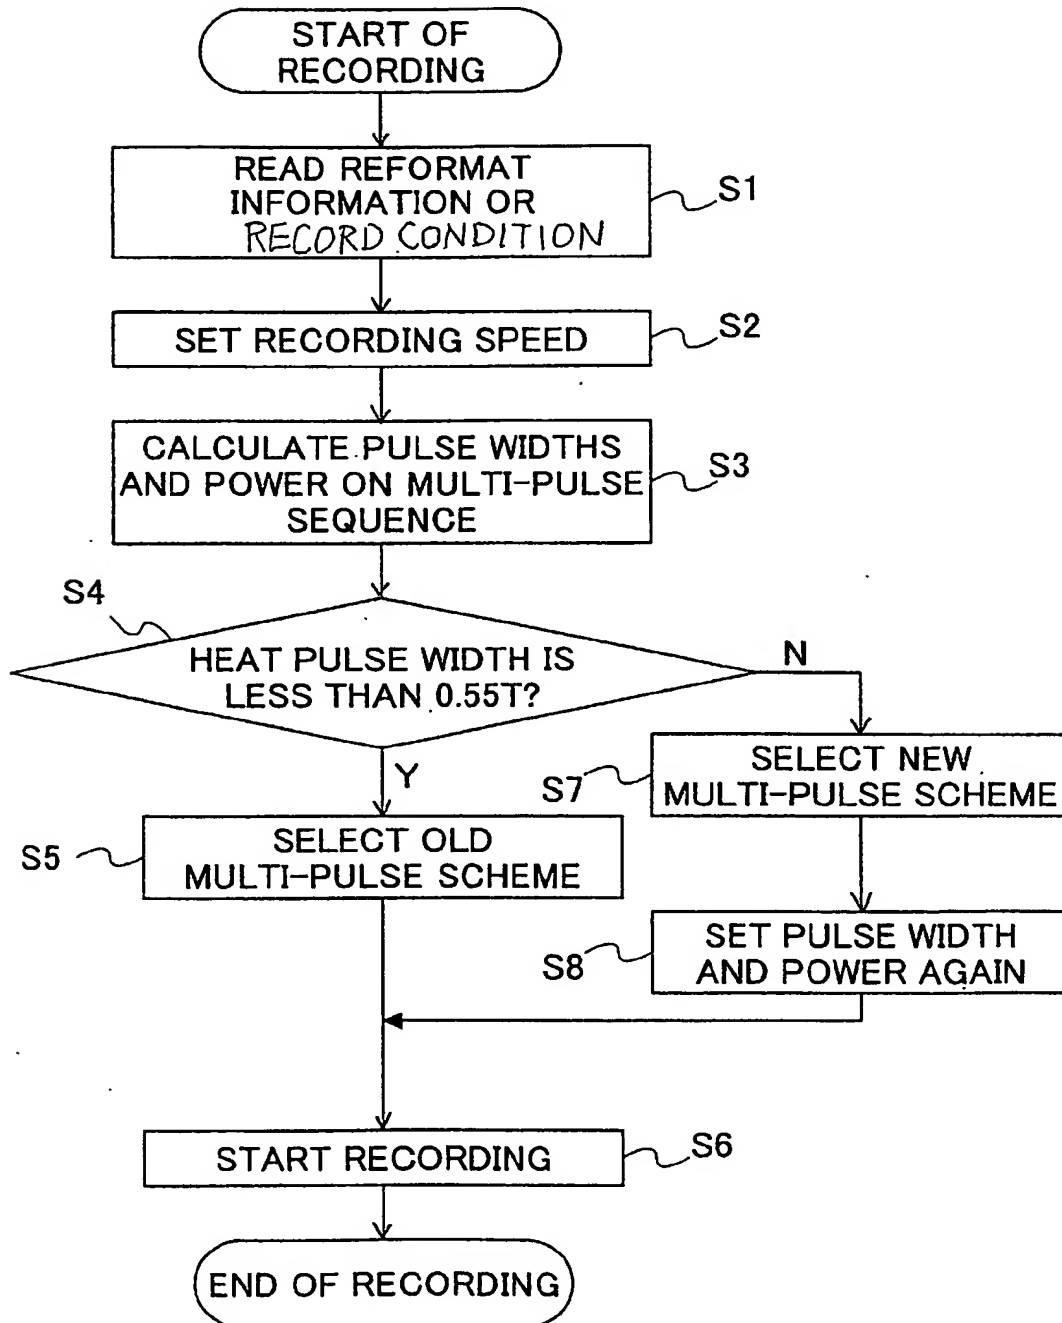 START OF
RECORDING
READ REFORMAT
INFORMATION OR
RECORD CONDITION
S1
SET RECORDING SPEED
S2
CALCULATE PULSE WIDTHS
AND POWER ON MULTI-PULSE
SEQUENCE
S3
S4
HEAT PULSE WIDTH IS
LESS THAN 0.55T?
N
Y
S7
SELECT NEW
MULTI-PULSE SCHEME
S5
SELECT OLD
MULTI-PULSE SCHEME
S8
SET PULSE WIDTH
AND POWER AGAIN
START RECORDING
S6
END OF RECORDING